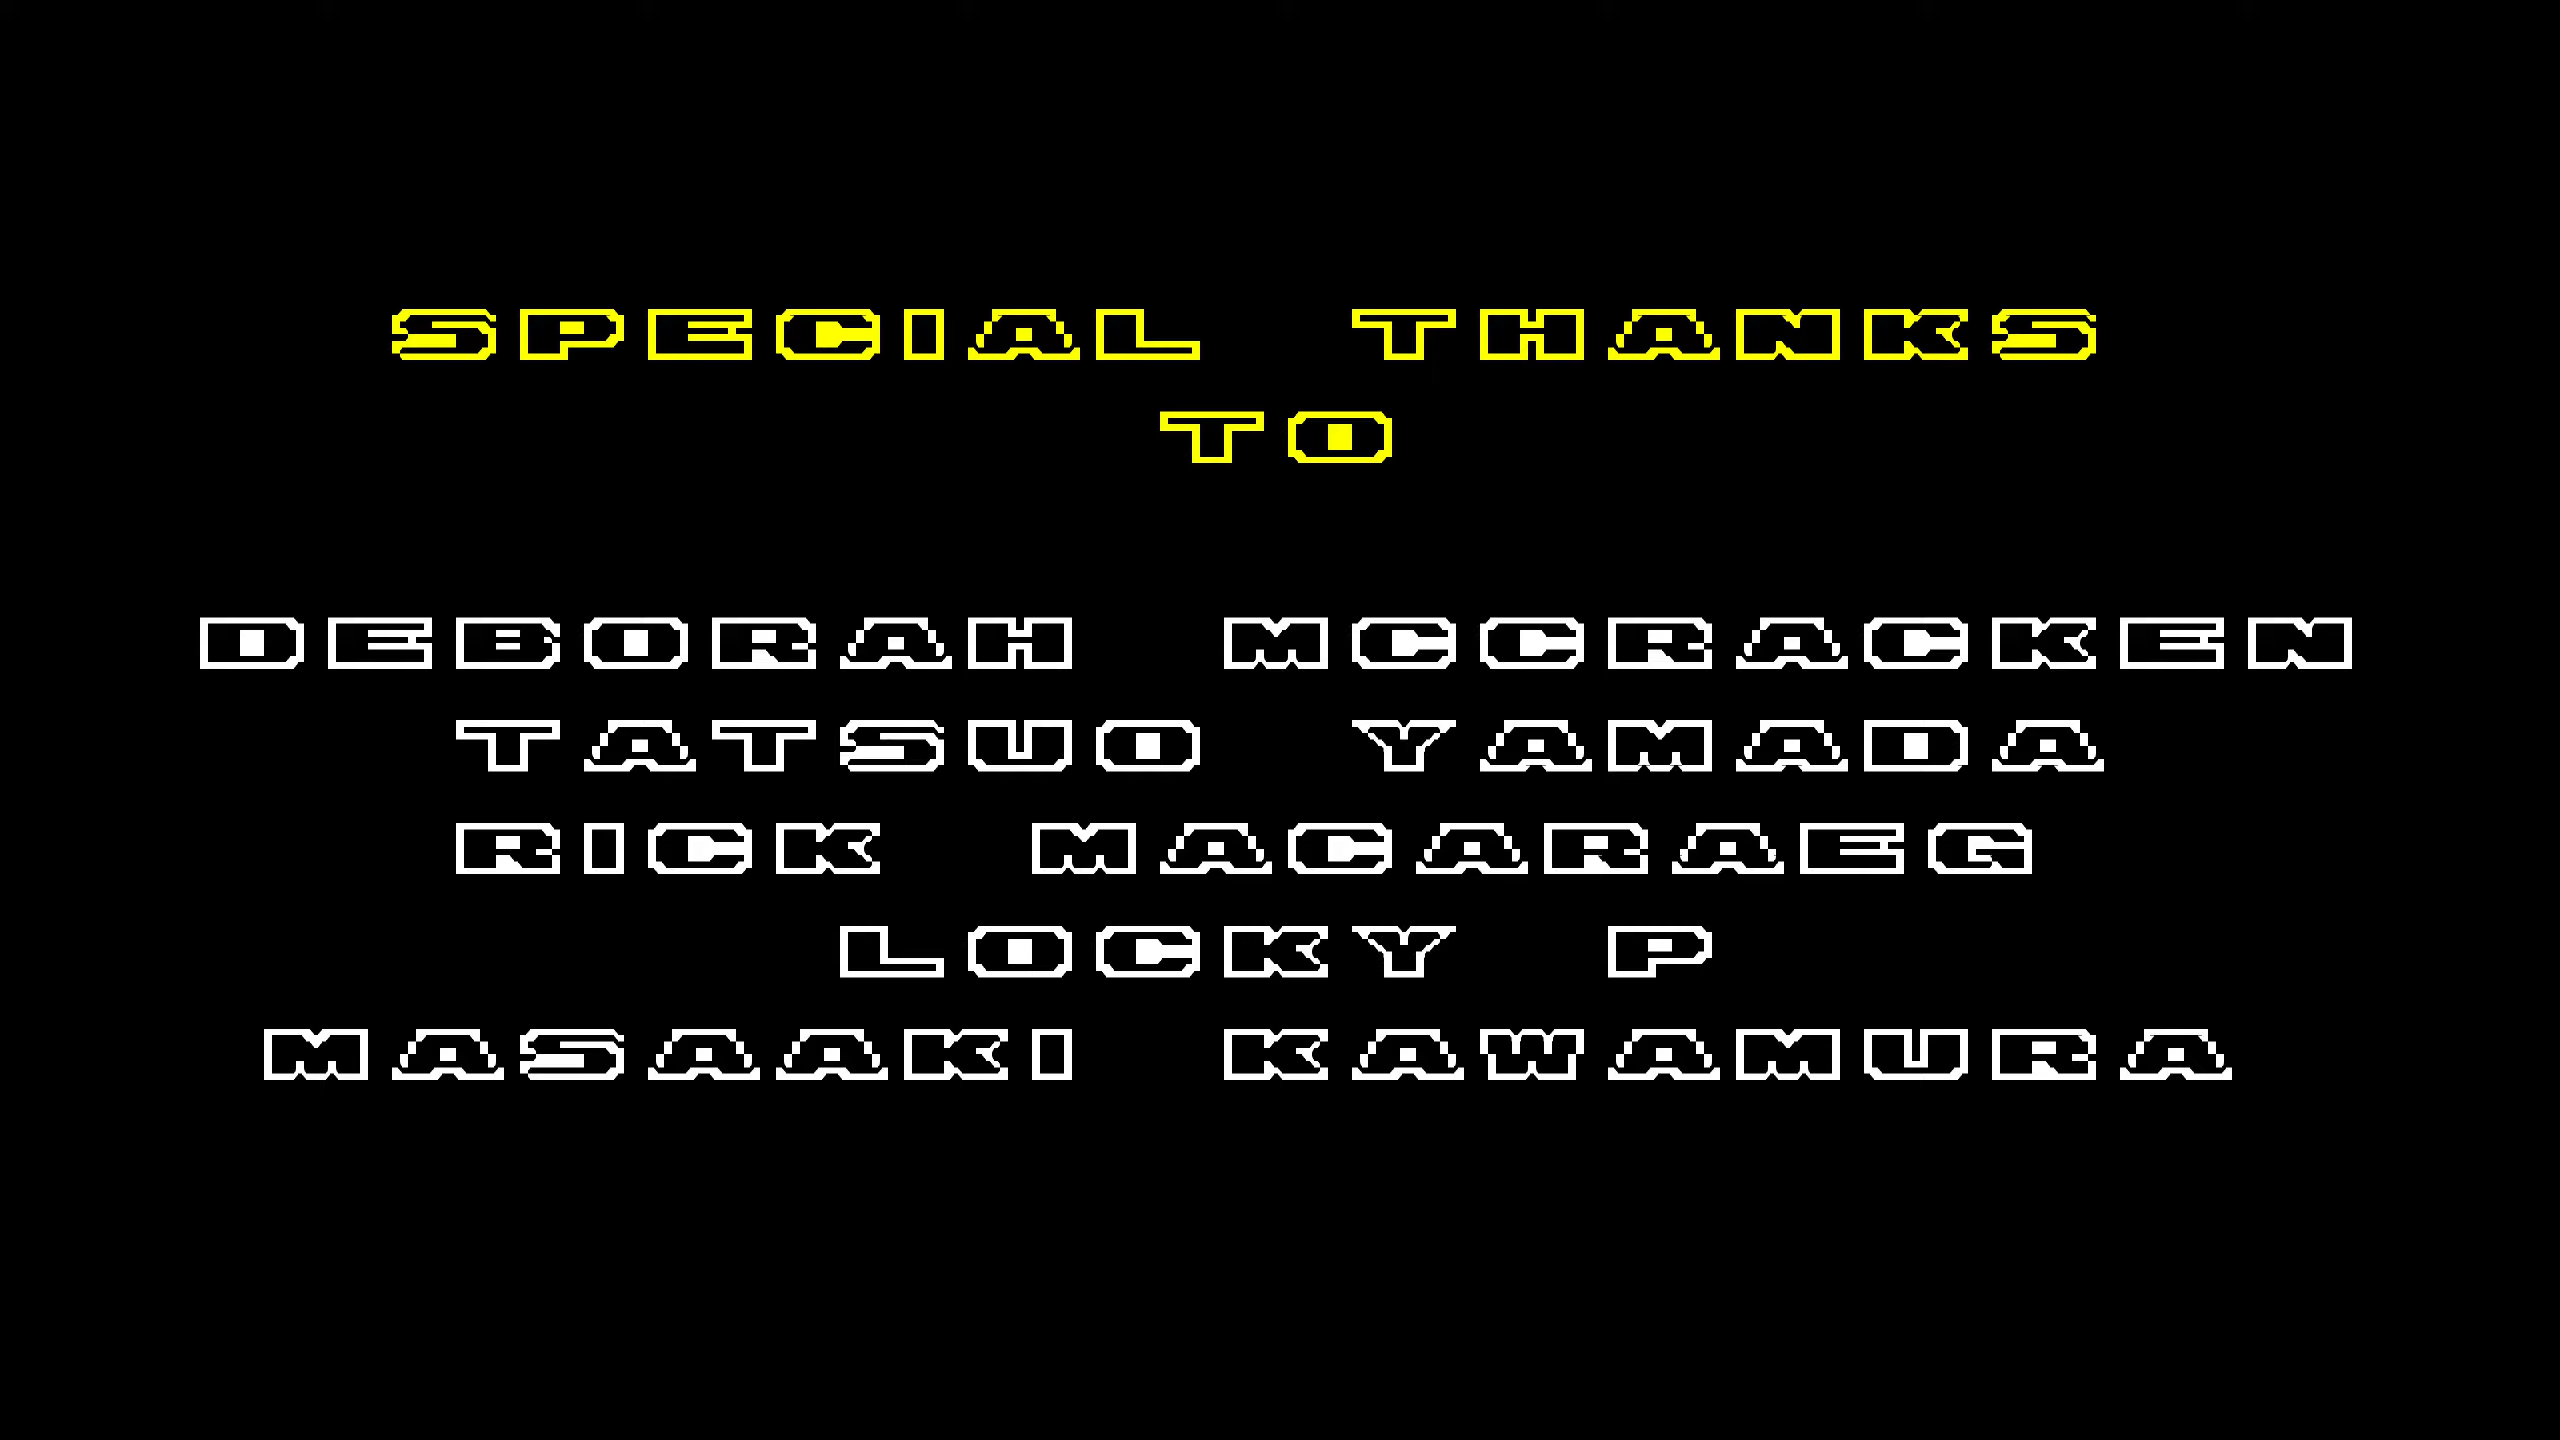 SPECIAL THANKS
TO
DEBORAH MCCRACKEN
TATSUO YAMADA
RICK MACARAEG
LOCKY P
MASAAKI KAWAMURA